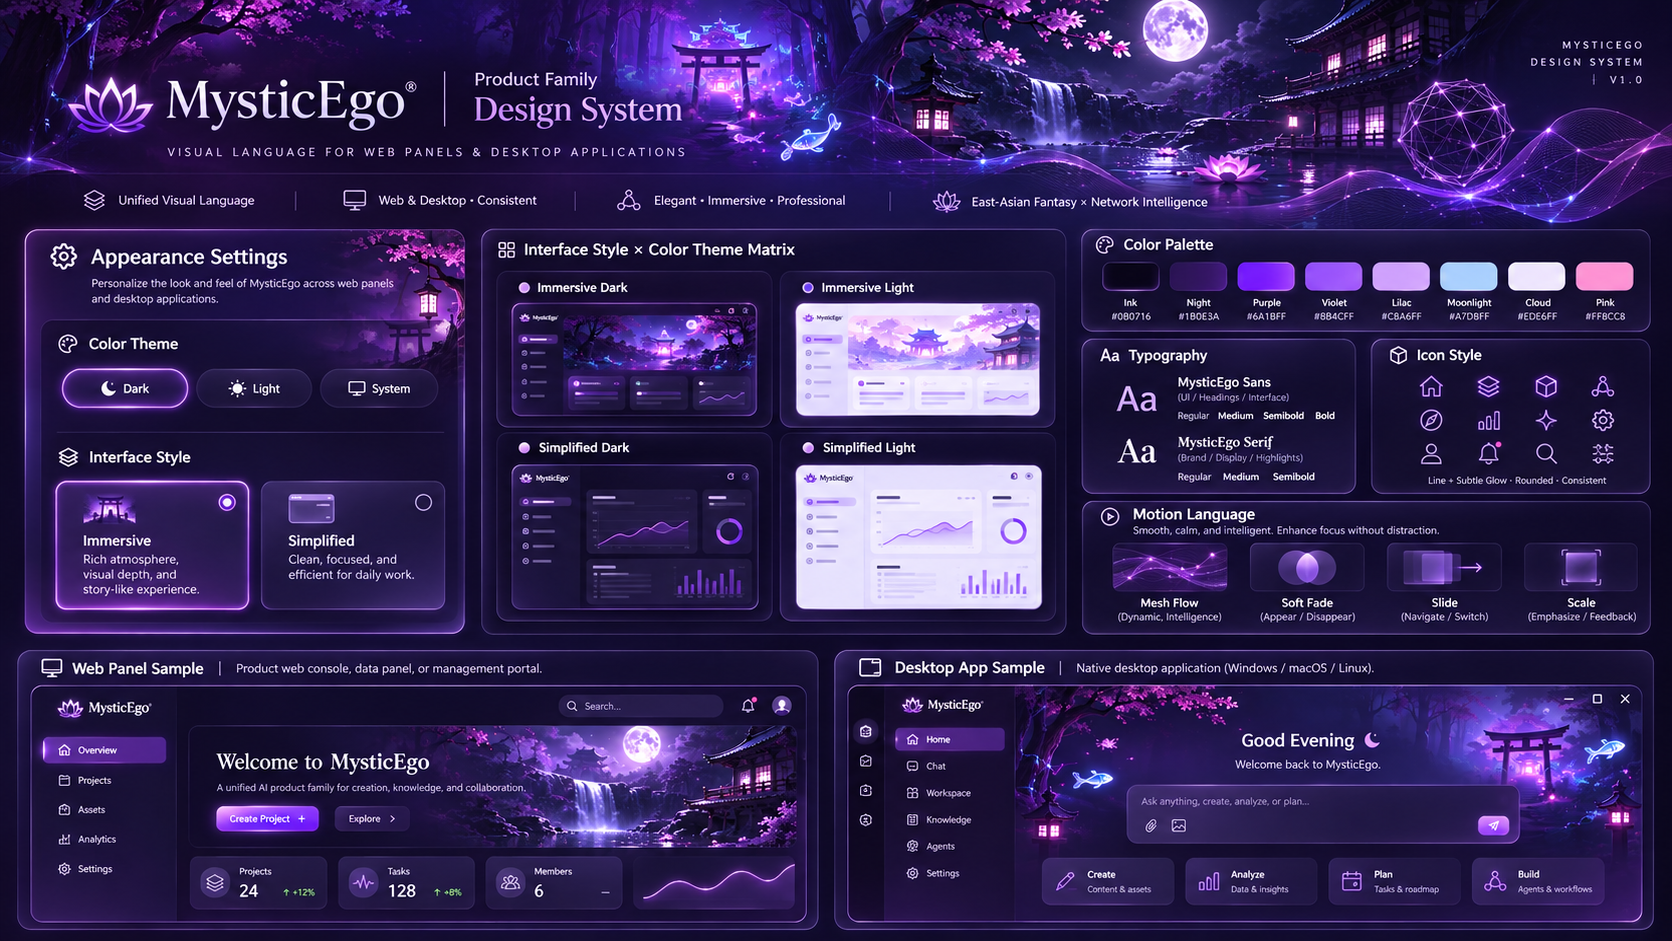 MysticEgo®
Product Family
Design System
VISUAL LANGUAGE FOR WEB PANELS & DESKTOP APPLICATIONS
MYSTICEGO
DESIGN SYSTEM
| V1.0
Unified Visual Language
Web & Desktop • Consistent
Elegant • Immersive • Professional
East-Asian Fantasy × Network Intelligence
Appearance Settings
Personalize the look and feel of MysticEgo across web panels
and desktop applications.
Color Theme
Dark
Light
System
Interface Style
Immersive
Rich atmosphere,
visual depth, and
story-like experience.
Simplified
Clean, focused, and
efficient for daily work.
Interface Style × Color Theme Matrix
Immersive Dark
MysticEgo
Immersive Light
MysticEgo
Simplified Dark
MysticEgo
Simplified Light
MysticEgo
Color Palette
Ink
#0B0716
Night
#1B0E3A
Purple
#6A1BFF
Violet
#8B4CFF
Lilac
#CBA6FF
Moonlight
#A7D8FF
Cloud
#EDE6FF
Pink
#FF8CC8
Aa Typography
Aa
MysticEgo Sans
(UI / Headings / Interface)
Regular Medium Semibold Bold
Aa
MysticEgo Serif
(Brand / Display / Highlights)
Regular Medium Semibold
Icon Style
Line + Subtle Glow · Rounded · Consistent
Motion Language
Smooth, calm, and intelligent. Enhance focus without distraction.
Mesh Flow
(Dynamic, Intelligence)
Soft Fade
(Appear / Disappear)
Slide
(Navigate / Switch)
Scale
(Emphasize / Feedback)
Web Panel Sample | Product web console, data panel, or management portal.
MysticEgo
Search...
Overview
Projects
Assets
Analytics
Settings
Welcome to MysticEgo
A unified AI product family for creation, knowledge, and collaboration.
Create Project +
Explore >
Projects
24 ↑ +12%
Tasks
128 ↑ +8%
Members
6 –
Desktop App Sample | Native desktop application (Windows / macOS / Linux).
MysticEgo
Home
Chat
Workspace
Knowledge
Agents
Settings
Good Evening
Welcome back to MysticEgo.
Ask anything, create, analyze, or plan...
Create
Content & assets
Analyze
Data & insights
Plan
Tasks & roadmap
Build
Agents & workflows